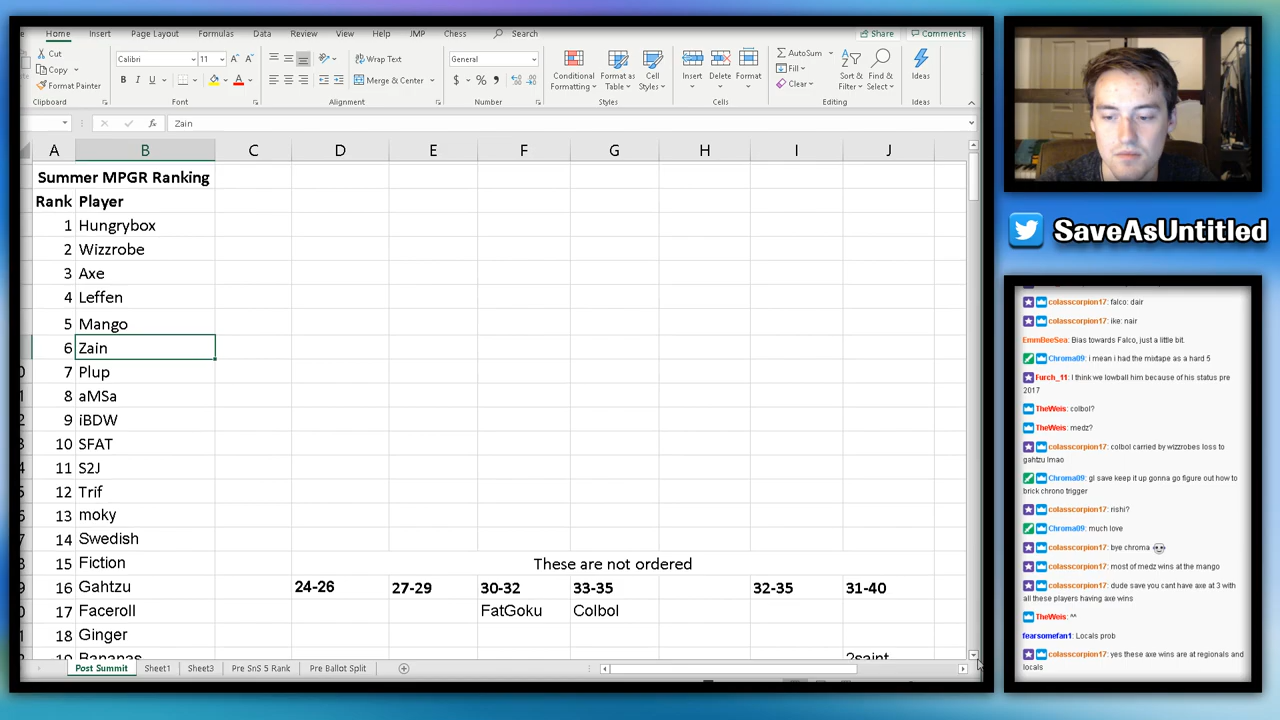 Home Insert Page Layout Formulas Data Review View Help JMP Chess Search Share Comments
Cut
Copy
Format Painter
Clipboard
Calibri 11 A A
B I U A
Font
Wrap Text
Merge & Center
Alignment
General
$ % 9
Number
Conditional Formatting
Format as Table
Cell Styles
Styles
Insert Delete Format
Cells
AutoSum
Fill
Clear
Sort & Filter
Find & Select
Editing
Ideas
Ideas
fx Zain
A B C D E F G H I J
Summer MPGR Ranking
Rank Player
1 Hungrybox
2 Wizzrobe
3 Axe
4 Leffen
5 Mango
6 Zain
7 Plup
8 aMSa
9 iBDW
10 SFAT
11 S2J
12 Trif
13 moky
14 Swedish
15 Fiction These are not ordered
16 Gahtzu 24-26 27-29 30-32 33-35 32-35 31-40
17 Faceroll FatGoku Colbol
18 Ginger
Bananas 2saint
Post Summit Sheet1 Sheet3 Pre SnS 5 Rank Pre Ballot Split
SaveAsUntitled
colasscorpion17: falco: dair
colasscorpion17: ike: nair
EmmBeeSea: Bias towards Falco, just a little bit.
Chroma09: i mean i had the mixtape as a hard 5
Furch_11: I think we lowball him because of his status pre
2017
TheWeis: colbol?
TheWeis: medz?
colasscorpion17: colbol carried by wizzrobes loss to
gahtzu lmao
Chroma09: gl save keep it up gonna go figure out how to
brick chrono trigger
colasscorpion17: rishi?
Chroma09: much love
colasscorpion17: bye chroma
colasscorpion17: most of medz wins at the mango
colasscorpion17: dude save you cant have axe at 3 with
all these players having axe wins
TheWeis: ^^
fearsomefan1: Locals prob
colasscorpion17: yes these axe wins are at regionals and
locals